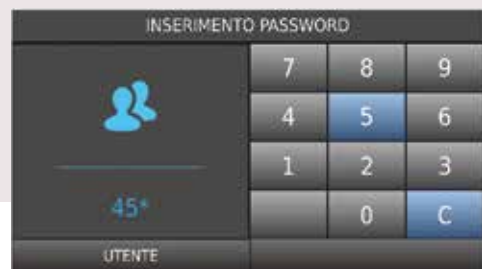 INSERIMENTO PASSWORD
7 8 9
4 5 6
1 2 3
45* 0 C
UTENTE